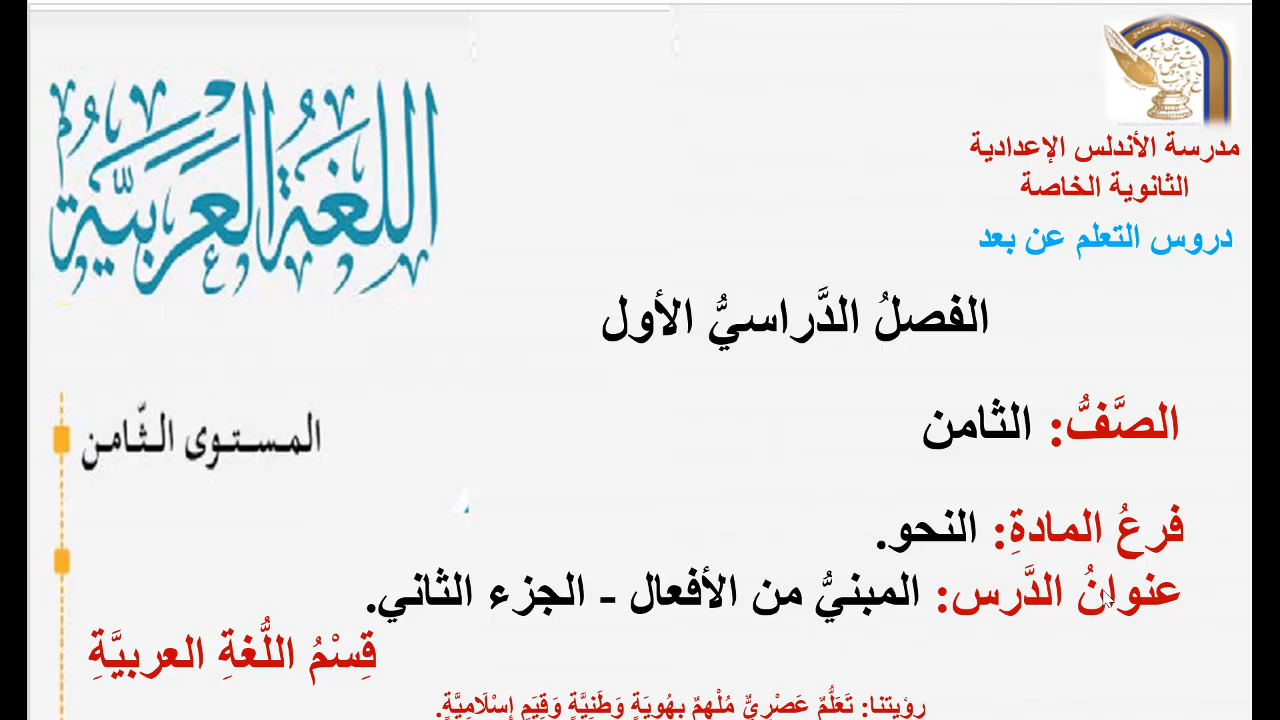 مدرسة الأندلس الإعدادية
الثانوية الخاصة
دروس التعلم عن بعد
اللغة العربية
الفصلُ الدَّراسيُّ الأول
الصَّفُّ: الثامن
المستوى الثّامن
فرعُ المادةِ: النحو.
عنوانُ الدَّرس: المبنيُّ من الأفعال - الجزء الثاني.
قِسْمُ اللُّغةِ العربيَّةِ
رؤيتنا: تَعَلُّمٌ عَصْرِيٌّ مُلْهِمٌ بِهُويَةٍ وَطَنِيَّةٍ وَقِيَمٍ إِسْلَامِيَّةٍ.